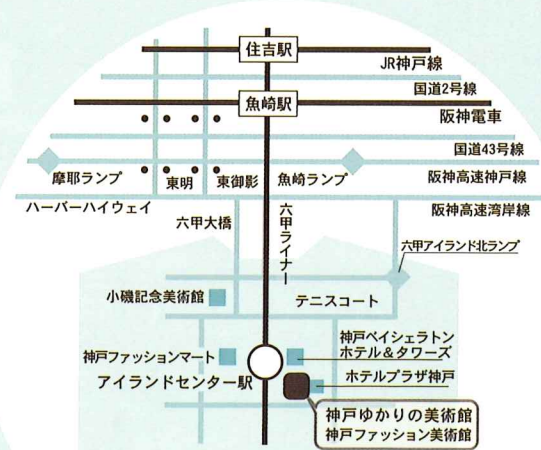 住吉駅
JR神戸線
国道2号線
魚崎駅
阪神電車
国道43号線
摩耶ランプ
東明
東御影
魚崎ランプ
阪神高速神戸線
ハーバーハイウェイ
六甲大橋
六甲ライナー
阪神高速湾岸線
六甲アイランド北ランプ
小磯記念美術館
テニスコート
神戸ファッションマート
神戸ベイシェラトン
ホテル&タワーズ
アイランドセンター駅
ホテルプラザ神戸
神戸ゆかりの美術館
神戸ファッション美術館